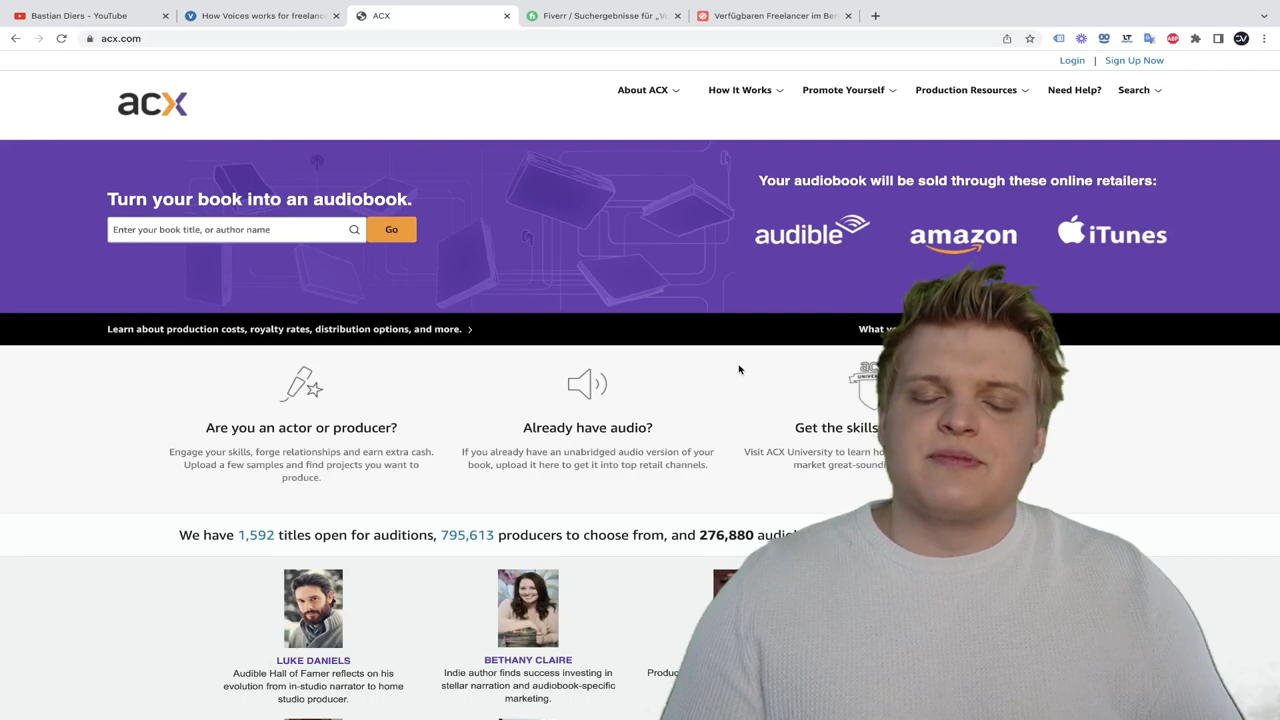 Bastian Diers - YouTube
How Voices works for freelance
ACX
Fiverr / Suchergebnisse für „Vo
Verfügbaren Freelancer im Ber
acx.com
Login | Sign Up Now
acx
About ACX
How It Works
Promote Yourself
Production Resources
Need Help?
Search
Turn your book into an audiobook.
Enter your book title, or author name
Go
Your audiobook will be sold through these online retailers:
audible
amazon
iTunes
Learn about production costs, royalty rates, distribution options, and more.
Are you an actor or producer?
Engage your skills, forge relationships and earn extra cash.
Upload a few samples and find projects you want to
produce.
Already have audio?
If you already have an unabridged audio version of your
book, upload it here to get it into top retail channels.
Get the skills
Visit ACX University to learn
market
We have 1,592 titles open for auditions, 795,613 producers to choose from, and 276,880
LUKE DANIELS
Audible Hall of Famer reflects on his
evolution from in-studio narrator to home
studio producer.
BETHANY CLAIRE
Indie author finds success investing in
stellar narration and audiobook-specific
marketing.